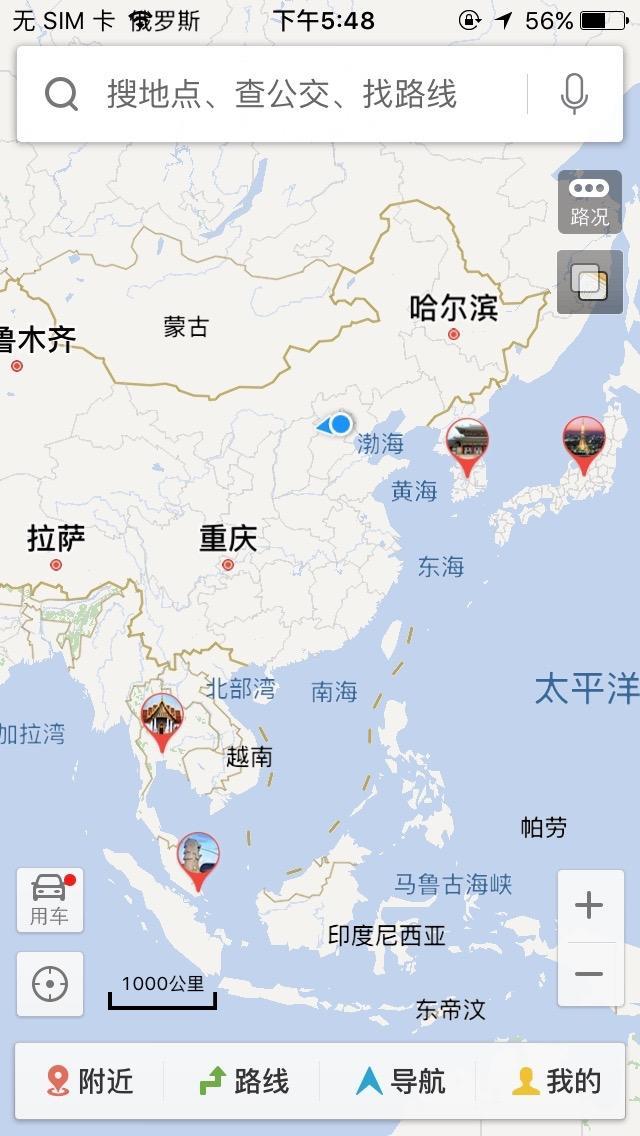 无 SIM 卡 俄罗斯 下午5:48 56%
搜地点、查公交、找路线
路况
哈尔滨
蒙古
鲁木齐
渤海
黄海
拉萨
重庆
东海
北部湾
南海
太平洋
加拉湾
越南
帕劳
马鲁古海峡
用车
印度尼西亚
1000公里
东帝汶
附近 路线 导航 我的